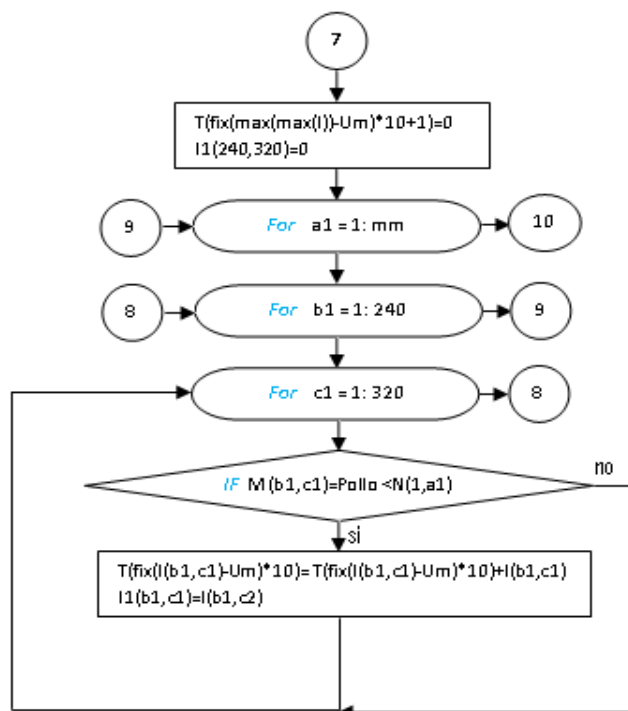 7
T(fix(max(max(I))-Um)*10+1)=0
I1(240,320)=0
9
For a1 = 1: mm
10
8
For b1 = 1: 240
9
For c1 = 1: 320
8
IF M(b1,c1)=Pollo <N(1,a1)
no
si
T(fix(I(b1,c1)-Um)*10)= T(fix(I(b1,c1)-Um)*10)+I(b1,c1)
I1(b1,c1)=I(b1,c2)